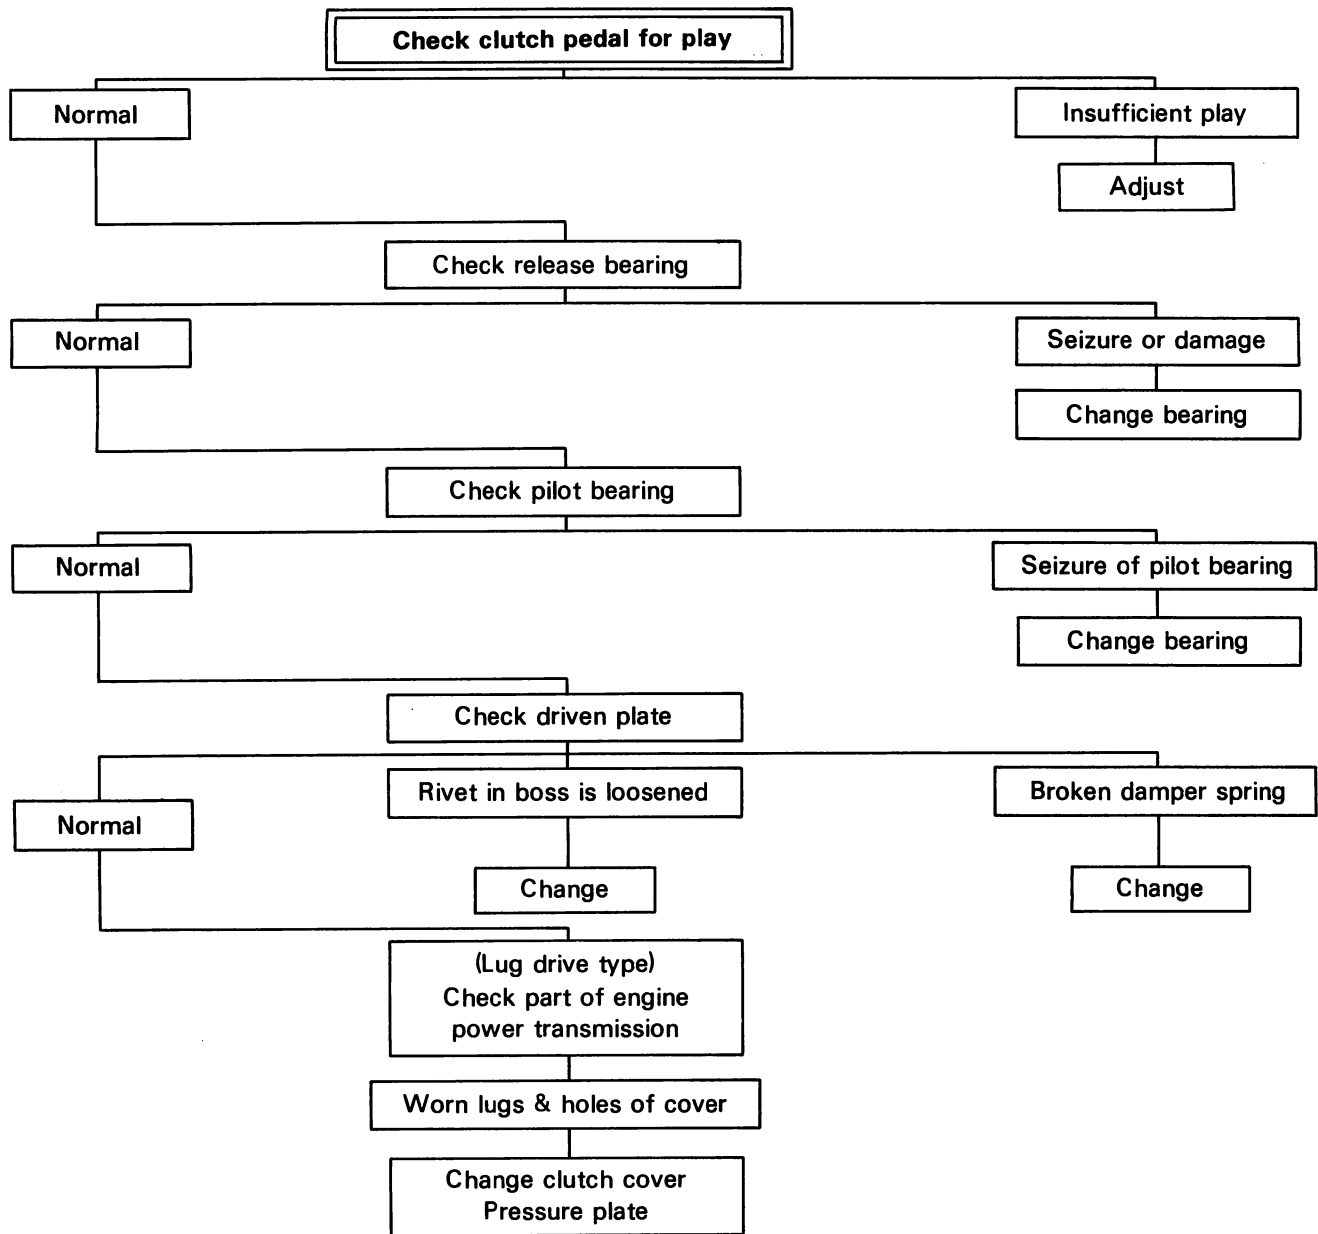 Check clutch pedal for play
Normal
Insufficient play
Adjust
Check release bearing
Normal
Seizure or damage
Change bearing
Check pilot bearing
Normal
Seizure of pilot bearing
Change bearing
Check driven plate
Normal
Rivet in boss is loosened
Broken damper spring
Change
Change
(Lug drive type)
Check part of engine
power transmission
Worn lugs & holes of cover
Change clutch cover
Pressure plate